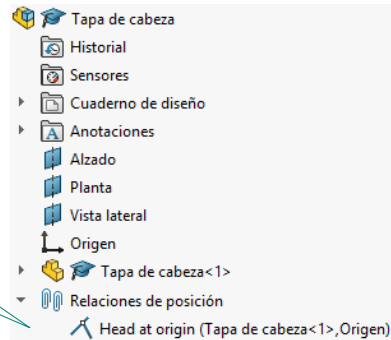 Tapa de cabeza
Historial
Sensores
Cuaderno de diseño
Anotaciones
Alzado
Planta
Vista lateral
Origen
Tapa de cabeza<1>
Relaciones de posición
Head at origin (Tapa de cabeza<1>,Origen)